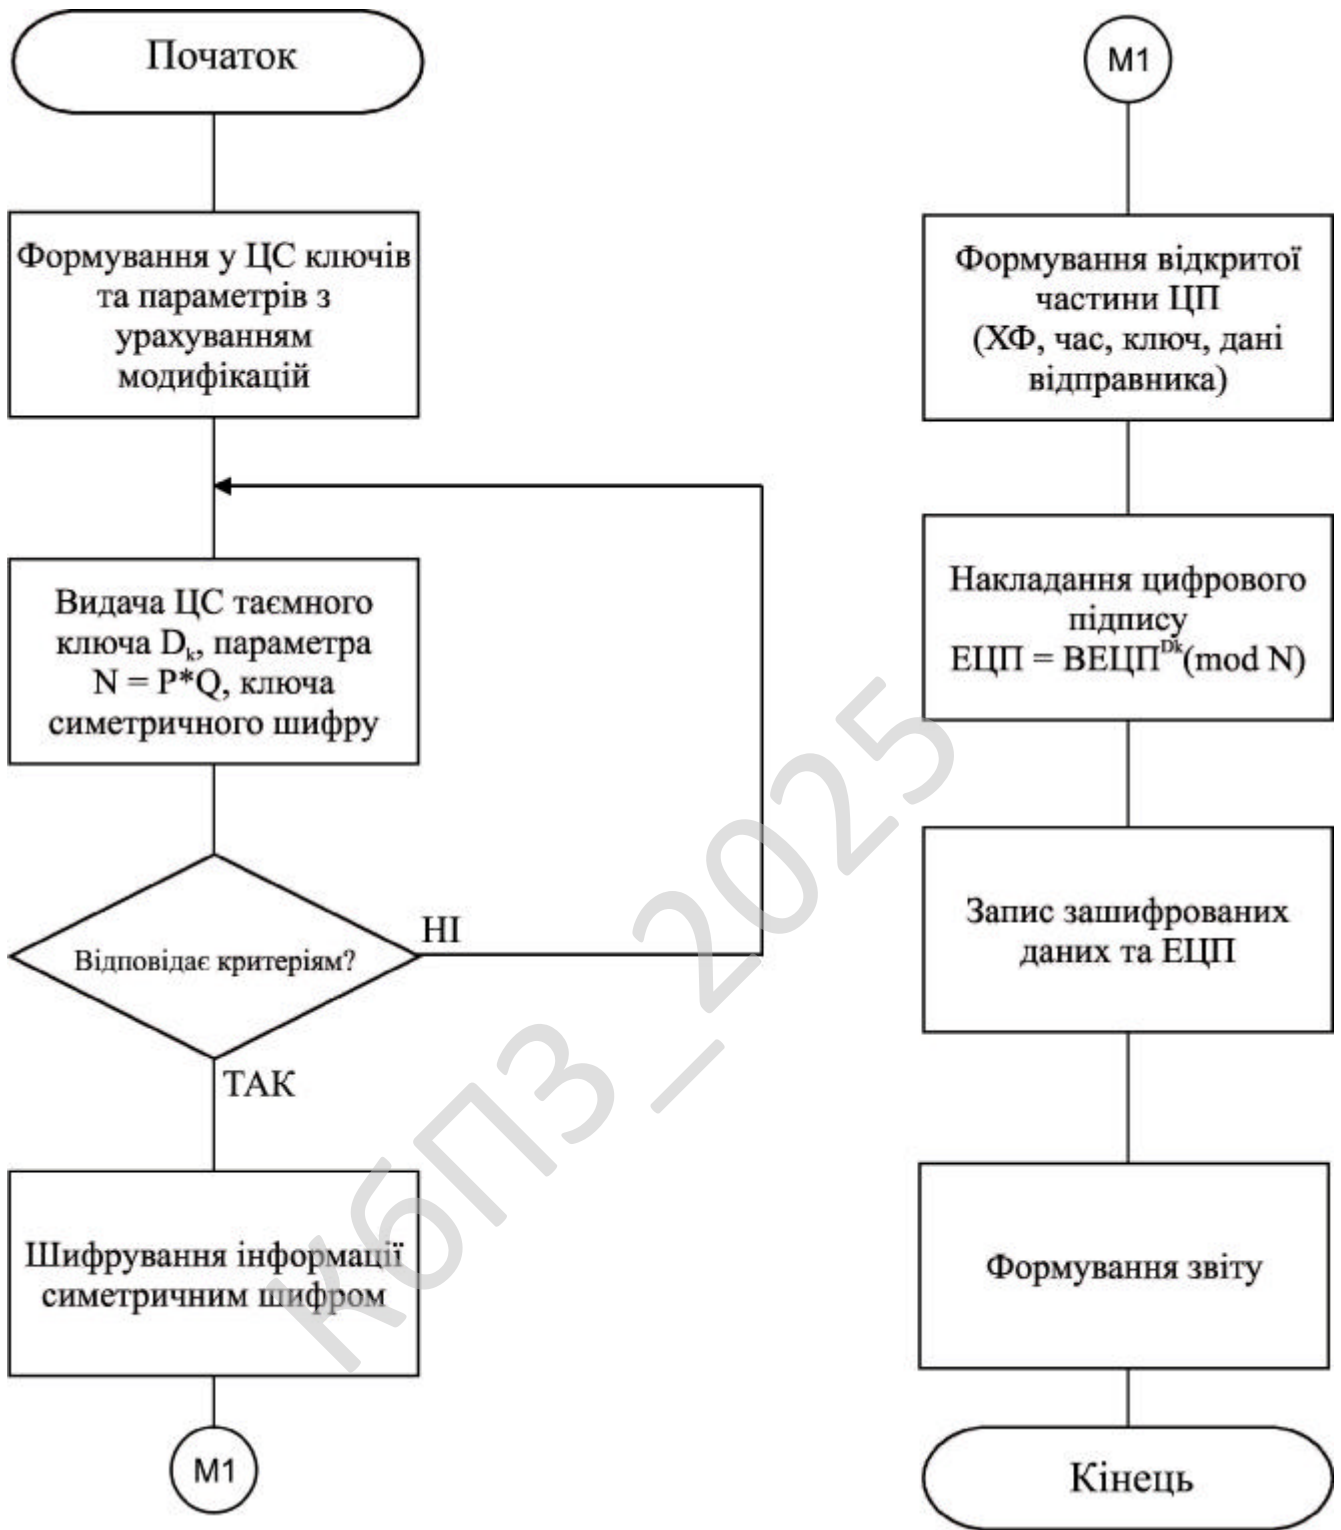 Початок
Формування у ЦС ключів
та параметрів з
урахуванням
модифікацій
Видача ЦС таємного
ключа Dk, параметра
N = P*Q, ключа
симетричного шифру
Відповідає критеріям?
НІ
ТАК
Шифрування інформації
симетричним шифром
М1
М1
Формування відкритої
частини ЦП
(ХФ, час, ключ, дані
відправника)
Накладання цифрового
підпису
ЕЦП = ВЕЦП^Dk(mod N)
Запис зашифрованих
даних та ЕЦП
Формування звіту
Кінець
КбПЗ_2025